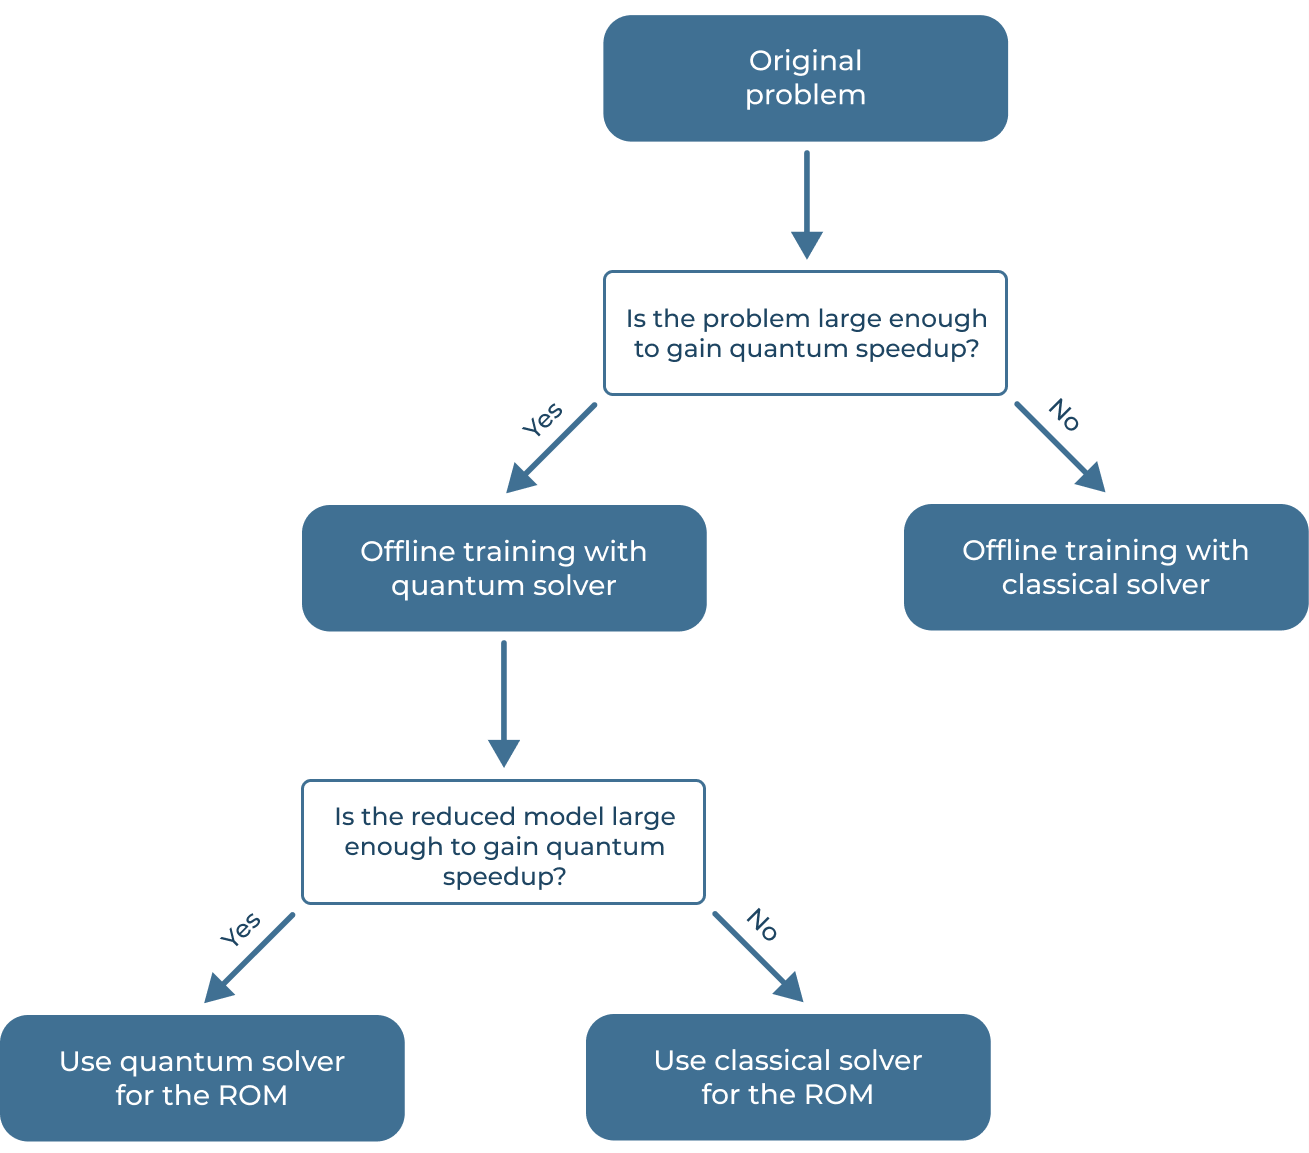 Original
problem
Is the problem large enough
to gain quantum speedup?
Yes
No
Offline training with
quantum solver
Offline training with
classical solver
Is the reduced model large
enough to gain quantum
speedup?
Yes
No
Use quantum solver
for the ROM
Use classical solver
for the ROM